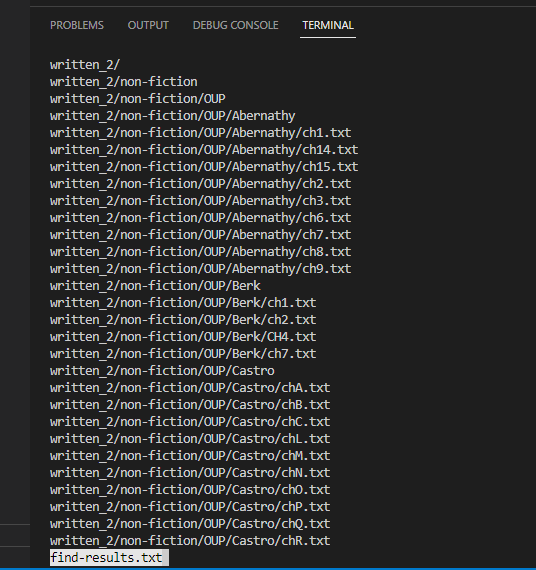 PROBLEMS OUTPUT DEBUG CONSOLE TERMINAL
written_2/
written_2/non-fiction
written_2/non-fiction/OUP
written_2/non-fiction/OUP/Abernathy
written_2/non-fiction/OUP/Abernathy/ch1.txt
written_2/non-fiction/OUP/Abernathy/ch14.txt
written_2/non-fiction/OUP/Abernathy/ch15.txt
written_2/non-fiction/OUP/Abernathy/ch2.txt
written_2/non-fiction/OUP/Abernathy/ch3.txt
written_2/non-fiction/OUP/Abernathy/ch6.txt
written_2/non-fiction/OUP/Abernathy/ch7.txt
written_2/non-fiction/OUP/Abernathy/ch8.txt
written_2/non-fiction/OUP/Abernathy/ch9.txt
written_2/non-fiction/OUP/Berk
written_2/non-fiction/OUP/Berk/ch1.txt
written_2/non-fiction/OUP/Berk/ch2.txt
written_2/non-fiction/OUP/Berk/CH4.txt
written_2/non-fiction/OUP/Berk/ch7.txt
written_2/non-fiction/OUP/Castro
written_2/non-fiction/OUP/Castro/chA.txt
written_2/non-fiction/OUP/Castro/chB.txt
written_2/non-fiction/OUP/Castro/chC.txt
written_2/non-fiction/OUP/Castro/chL.txt
written_2/non-fiction/OUP/Castro/chM.txt
written_2/non-fiction/OUP/Castro/chN.txt
written_2/non-fiction/OUP/Castro/chO.txt
written_2/non-fiction/OUP/Castro/chP.txt
written_2/non-fiction/OUP/Castro/chQ.txt
written_2/non-fiction/OUP/Castro/chR.txt
find-results.txt